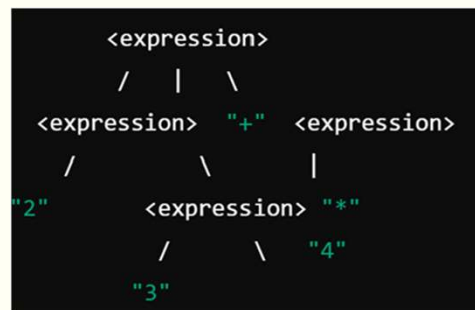 <expression>
/ | \
<expression> "+" <expression>
/ \ |
"2" <expression> "*"
/ \ "4"
"3"